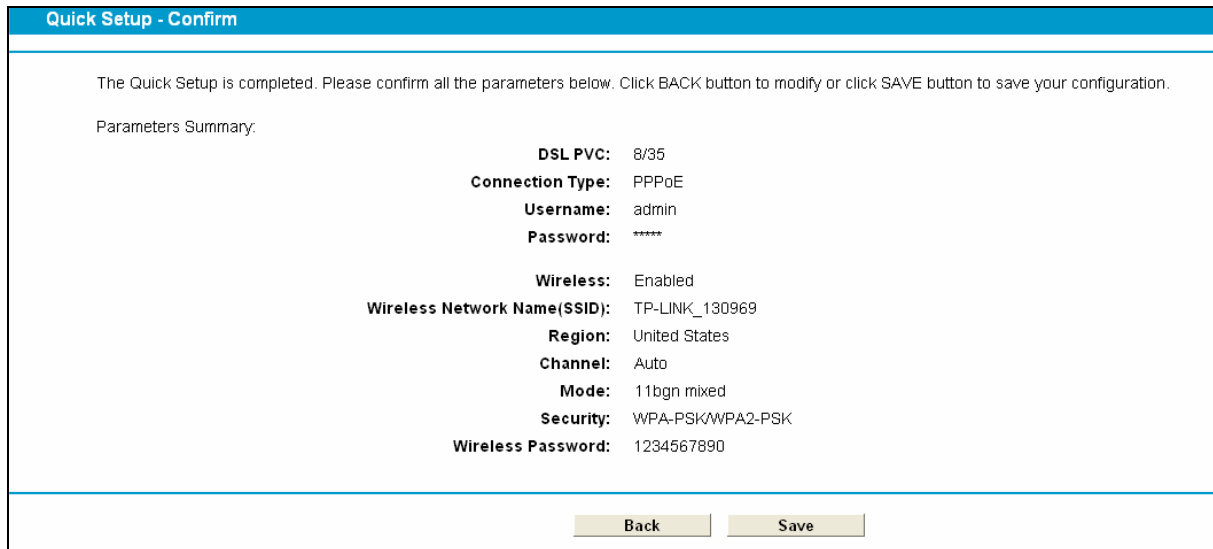 Quick Setup - Confirm
The Quick Setup is completed. Please confirm all the parameters below. Click BACK button to modify or click SAVE button to save your configuration.
Parameters Summary:
DSL PVC: 8/35
Connection Type: PPPoE
Username: admin
Password: *****
Wireless: Enabled
Wireless Network Name(SSID): TP-LINK_130969
Region: United States
Channel: Auto
Mode: 11bgn mixed
Security: WPA-PSK/WPA2-PSK
Wireless Password: 1234567890
Back Save